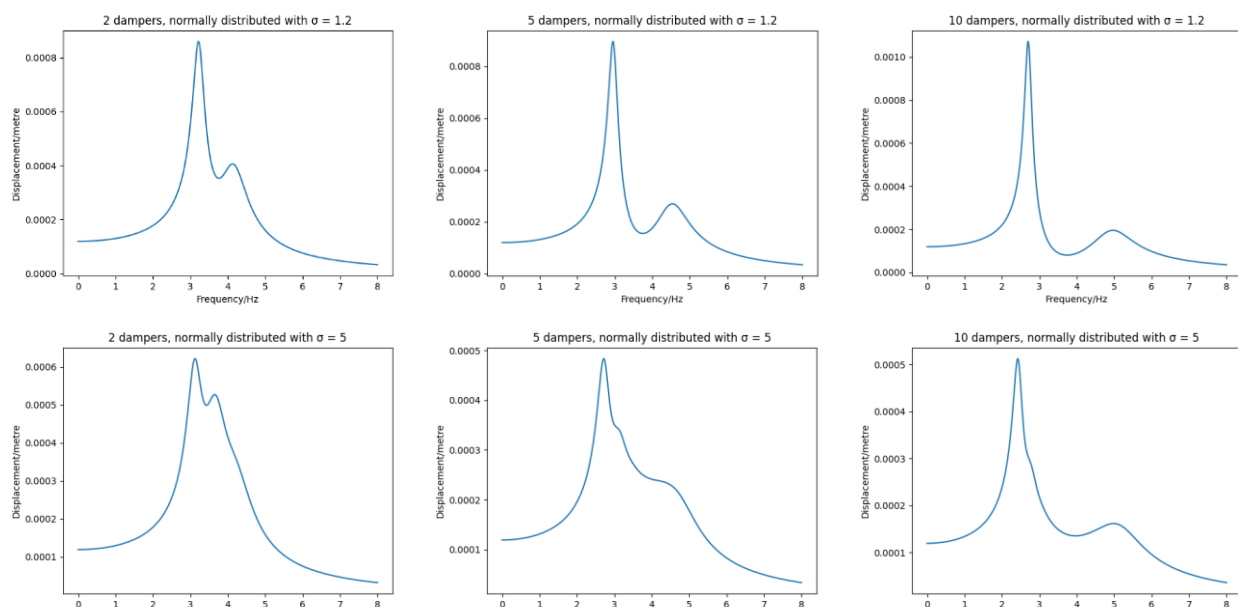 2 dampers, normally distributed with σ = 1.2
0.0008
0.0006
0.0004
0.0002
0.0000
Displacement/metre
0 1 2 3 4 5 6 7 8
Frequency/Hz
5 dampers, normally distributed with σ = 1.2
0.0008
0.0006
0.0004
0.0002
0.0000
Displacement/metre
0 1 2 3 4 5 6 7 8
Frequency/Hz
10 dampers, normally distributed with σ = 1.2
0.0010
0.0008
0.0006
0.0004
0.0002
0.0000
Displacement/metre
0 1 2 3 4 5 6 7 8
Frequency/Hz
2 dampers, normally distributed with σ = 5
0.0006
0.0005
0.0004
0.0003
0.0002
0.0001
Displacement/metre
0 1 2 3 4 5 6 7 8
5 dampers, normally distributed with σ = 5
0.0005
0.0004
0.0003
0.0002
0.0001
Displacement/metre
0 1 2 3 4 5 6 7 8
10 dampers, normally distributed with σ = 5
0.0005
0.0004
0.0003
0.0002
0.0001
Displacement/metre
0 1 2 3 4 5 6 7 8